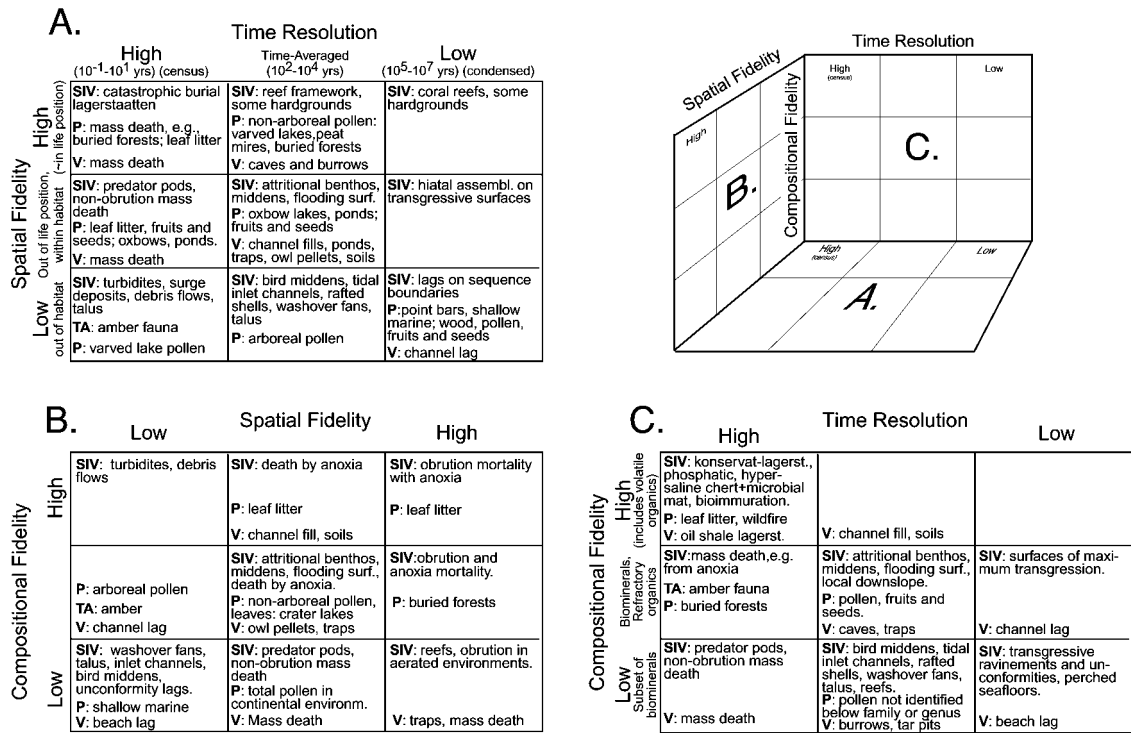 A.
Time Resolution
High
(10-1-101 yrs) (census)
Time-Averaged
(102-104 yrs)
Low
(105-107 yrs) (condensed)
Spatial Fidelity
High
(~in life position)
SIV: catastrophic burial
lagerstaatten
P: mass death, e.g.,
buried forests; leaf litter
V: mass death
SIV: reef framework,
some hardgrounds
P: non-arboreal pollen:
varved lakes,peat
mires, buried forests
V: caves and burrows
SIV: coral reefs, some
hardgrounds
Out of life position,
within habitat
SIV: predator pods,
non-obrution mass
death
P: leaf litter, fruits and
seeds; oxbows, ponds.
V: mass death
SIV: attritional benthos,
middens, flooding surf.
P: oxbow lakes, ponds;
fruits and seeds
V: channel fills, ponds,
traps, owl pellets, soils
SIV: hiatal assembl. on
transgressive surfaces
Low
out of habitat
SIV: turbidites, surge
deposits, debris flows,
talus
TA: amber fauna
P: varved lake pollen
SIV: bird middens, tidal
inlet channels, rafted
shells, washover fans,
talus
P: arboreal pollen
SIV: lags on sequence
boundaries
P:point bars, shallow
marine; wood, pollen,
fruits and seeds
V: channel lag
Time Resolution
Spatial Fidelity
Compositional Fidelity
High
(census)
Low
High
C.
B.
High
(census)
Low
A.
B.
Spatial Fidelity
Low
High
Compositional Fidelity
High
SIV: turbidites, debris
flows
SIV: death by anoxia
P: leaf litter
V: channel fill, soils
SIV: obrution mortality
with anoxia
P: leaf litter
P: arboreal pollen
TA: amber
V: channel lag
SIV: attritional benthos,
middens, flooding surf.,
death by anoxia.
P: non-arboreal pollen,
leaves: crater lakes
V: owl pellets, traps
SIV:obrution and
anoxia mortality.
P: buried forests
Low
SIV: washover fans,
talus, inlet channels,
bird middens,
unconformity lags.
P: shallow marine
V: beach lag
SIV: predator pods,
non-obrution mass
death
P: total pollen in
continental environm.
V: Mass death
SIV: reefs, obrution in
aerated environments.
V: traps, mass death
C.
Time Resolution
High
Low
Compositional Fidelity
High
(includes volatile
organics)
SIV: konservat-lagerst.,
phosphatic, hyper-
saline chert+microbial
mat, bioimmuration.
P: leaf litter, wildfire
V: oil shale lagerst.
V: channel fill, soils
Biominerals,
Refractory
organics
SIV:mass death,e.g.
from anoxia
TA: amber fauna
P: buried forests
SIV: attritional benthos,
middens, flooding surf.,
local downslope.
P: pollen, fruits and
seeds.
V: caves, traps
SIV: surfaces of maxi-
mum transgression.
V: channel lag
Low
Subset of
biominerals
SIV: predator pods,
non-obrution mass
death
V: mass death
SIV: bird middens, tidal
inlet channels, rafted
shells, washover fans,
talus, reefs.
P: pollen not identified
below family or genus
V: burrows, tar pits
SIV: transgressive
ravinements and un-
conformities, perched
seafloors.
V: beach lag